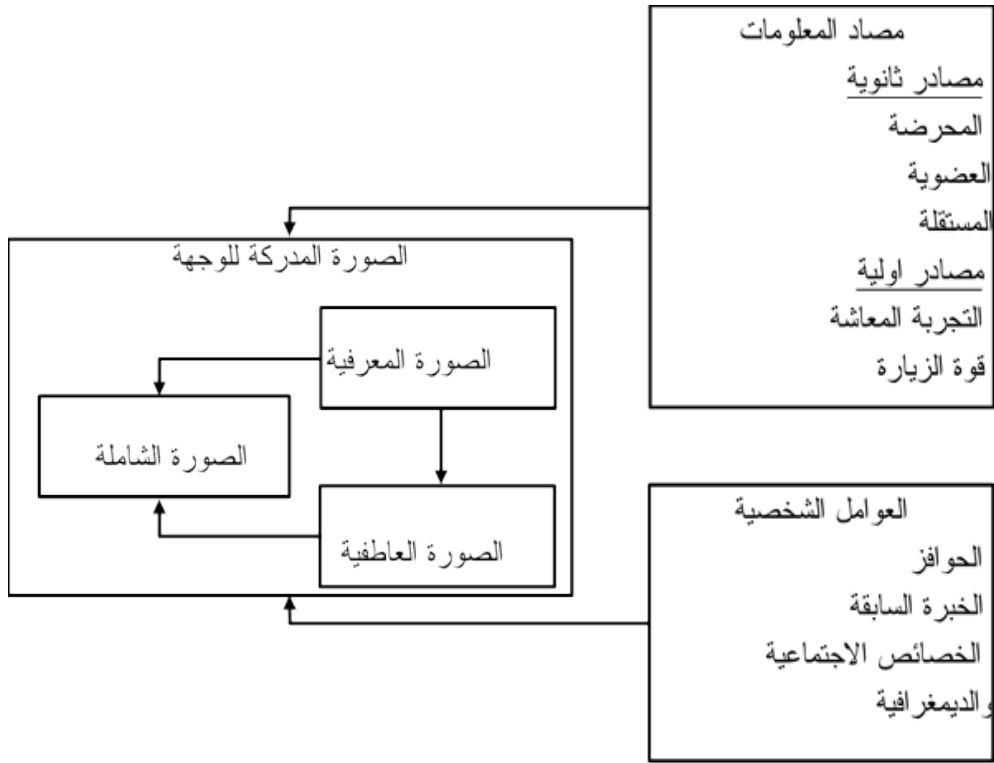 مصاد المعلومات
مصادر ثانوية
المحرضة
العضوية
المستقلة
مصادر اولية
التجربة المعاشة
قوة الزيارة
الصورة المدركة للوجهة
الصورة المعرفية
الصورة الشاملة
الصورة العاطفية
العوامل الشخصية
الحوافز
الخبرة السابقة
الخصائص الاجتماعية
والديمغرافية